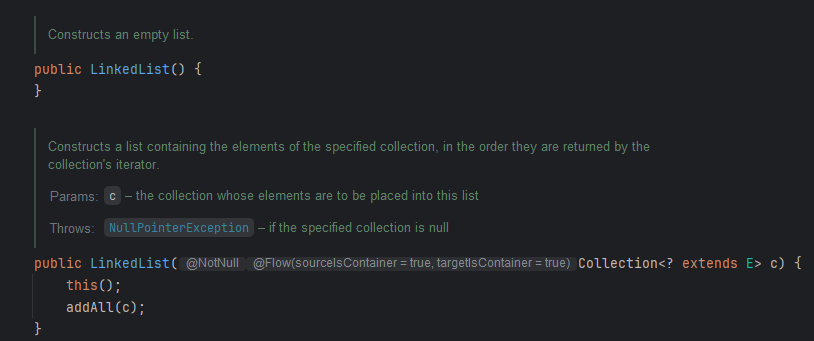 Constructs an empty list.
public LinkedList() {
}
Constructs a list containing the elements of the specified collection, in the order they are returned by the
collection's iterator.
Params: c – the collection whose elements are to be placed into this list
Throws: NullPointerException – if the specified collection is null
public LinkedList( @NotNull @Flow(sourceIsContainer = true, targetIsContainer = true) Collection<? extends E> c) {
this();
addAll(c);
}